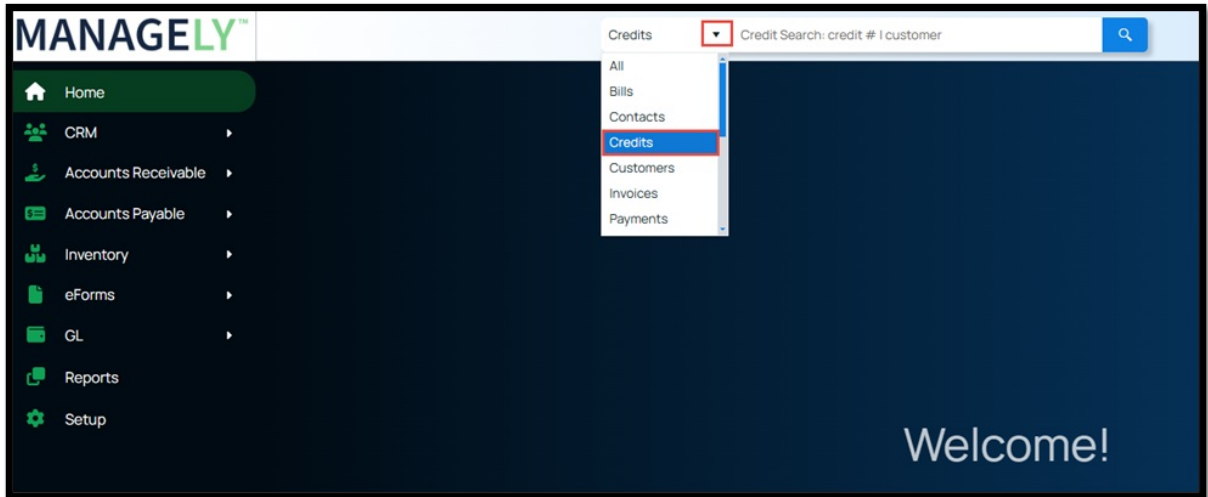 MANAGELY™
Credits
Credit Search: credit # | customer
All
Bills
Contacts
Credits
Customers
Invoices
Payments
Home
CRM
Accounts Receivable
Accounts Payable
Inventory
eForms
GL
Reports
Setup
Welcome!